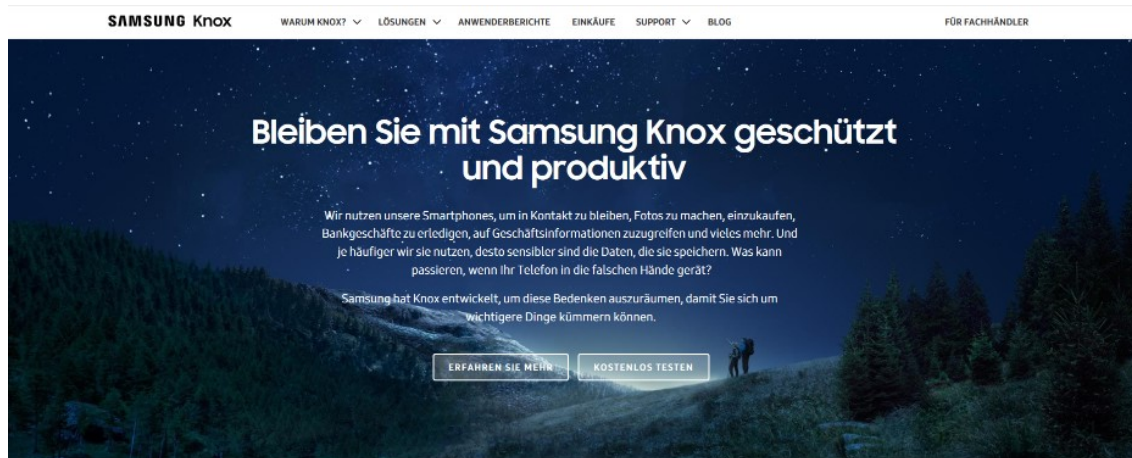 SAMSUNG Knox
WARUM KNOX?
LÖSUNGEN
ANWENDERBERICHTE
EINKÄUFE
SUPPORT
BLOG
FÜR FACHHÄNDLER
Bleiben Sie mit Samsung Knox geschützt
und produktiv
Wir nutzen unsere Smartphones, um in Kontakt zu bleiben, Fotos zu machen, einzukaufen,
Bankgeschäfte zu erledigen, auf Geschäftsinformationen zuzugreifen und vieles mehr. Und
je häufiger wir sie nutzen, desto sensibler sind die Daten, die sie speichern. Was kann
passieren, wenn Ihr Telefon in die falschen Hände gerät?
Samsung hat Knox entwickelt, um diese Bedenken auszuräumen, damit Sie sich um
wichtigere Dinge kümmern können.
ERFAHREN SIE MEHR
KOSTENLOS TESTEN